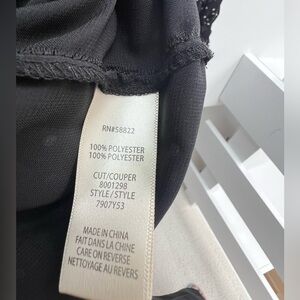 RN#58822
100% POLYESTER
100% POLYESTER
CUT/COUPER
8001298
STYLE/STYLE
7907Y53
MADE IN CHINA
FAIT DANS LA CHINE
CARE ON REVERSE
NETTOYAGE AU REVERS